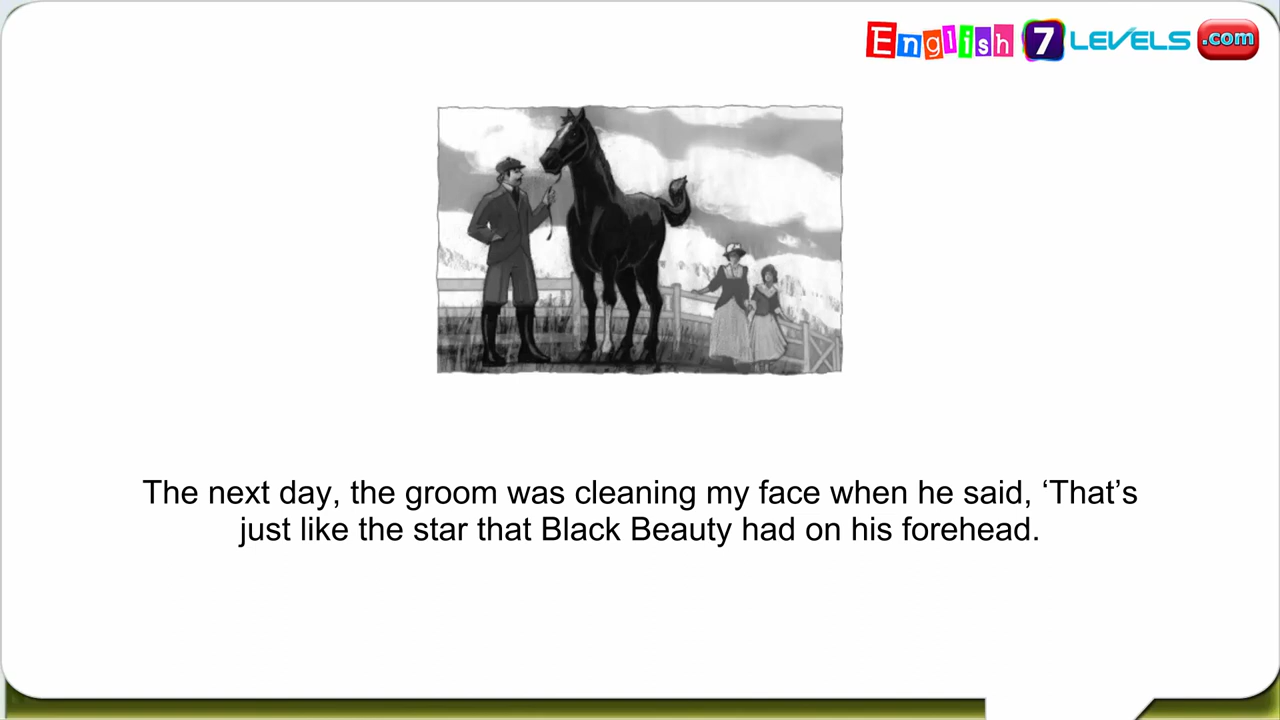 English 7 LEVELS .com
The next day, the groom was cleaning my face when he said, ‘That’s
just like the star that Black Beauty had on his forehead.